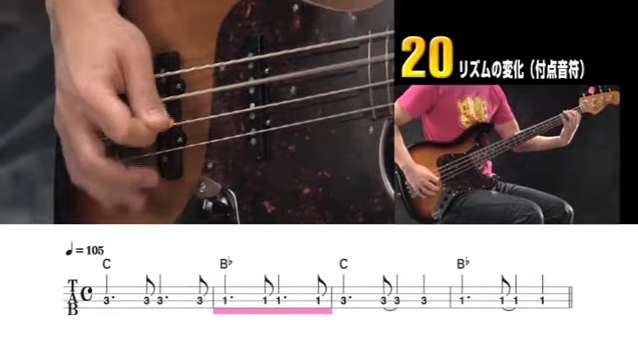 20 リズムの変化（付点音符）
♩= 105
C B♭ C B♭
T
A
B
3 3 3 3 1 1 1 1 3 3 3 3 1 1 1 1